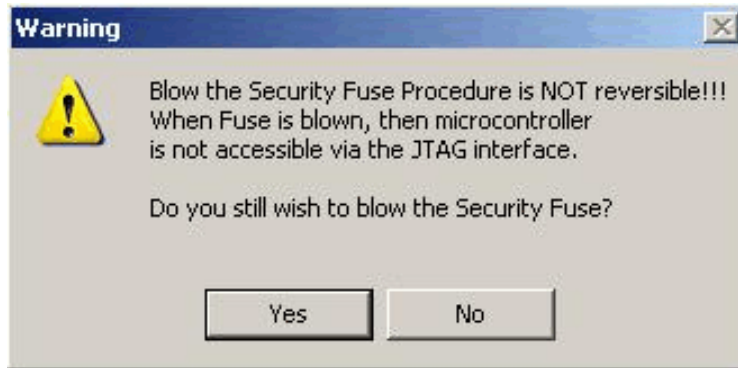 Warning
Blow the Security Fuse Procedure is NOT reversible!!!
When Fuse is blown, then microcontroller
is not accessible via the JTAG interface.
Do you still wish to blow the Security Fuse?
Yes No